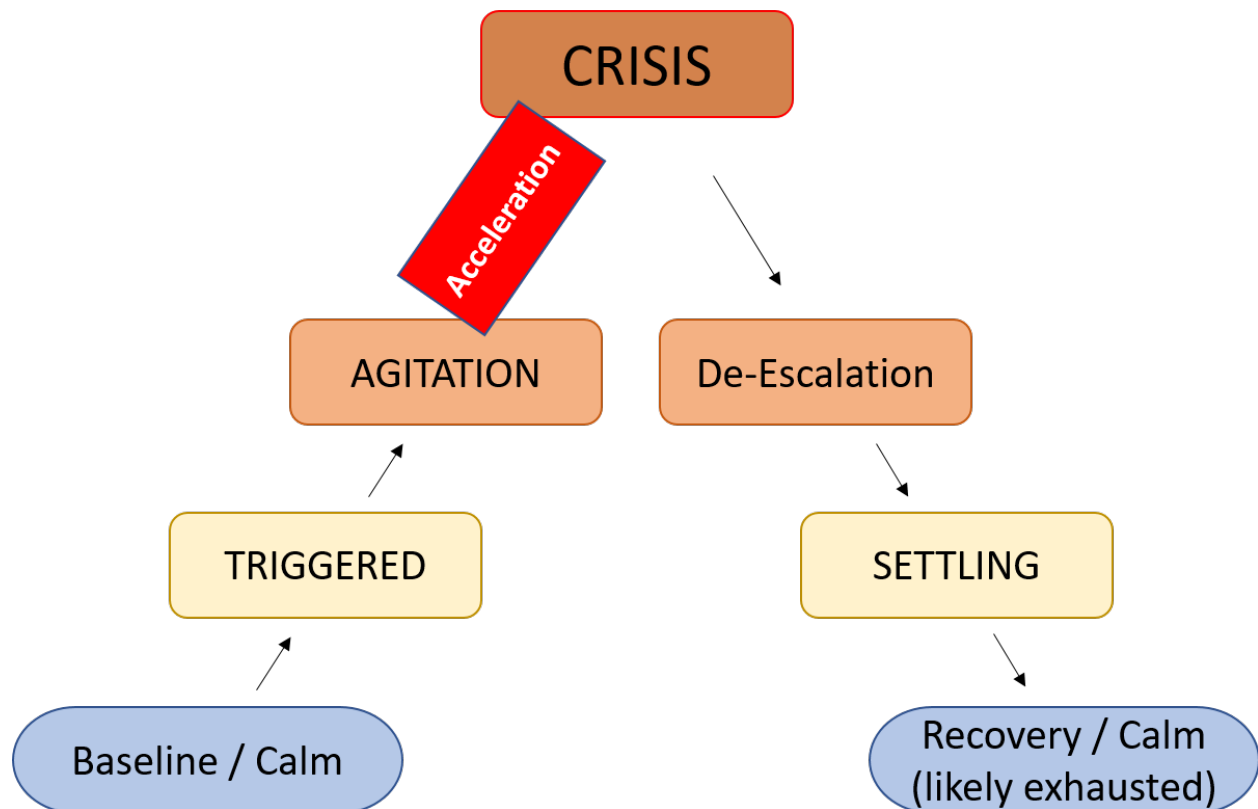 CRISIS
Acceleration
AGITATION
De-Escalation
TRIGGERED
SETTLING
Baseline / Calm
Recovery / Calm
(likely exhausted)